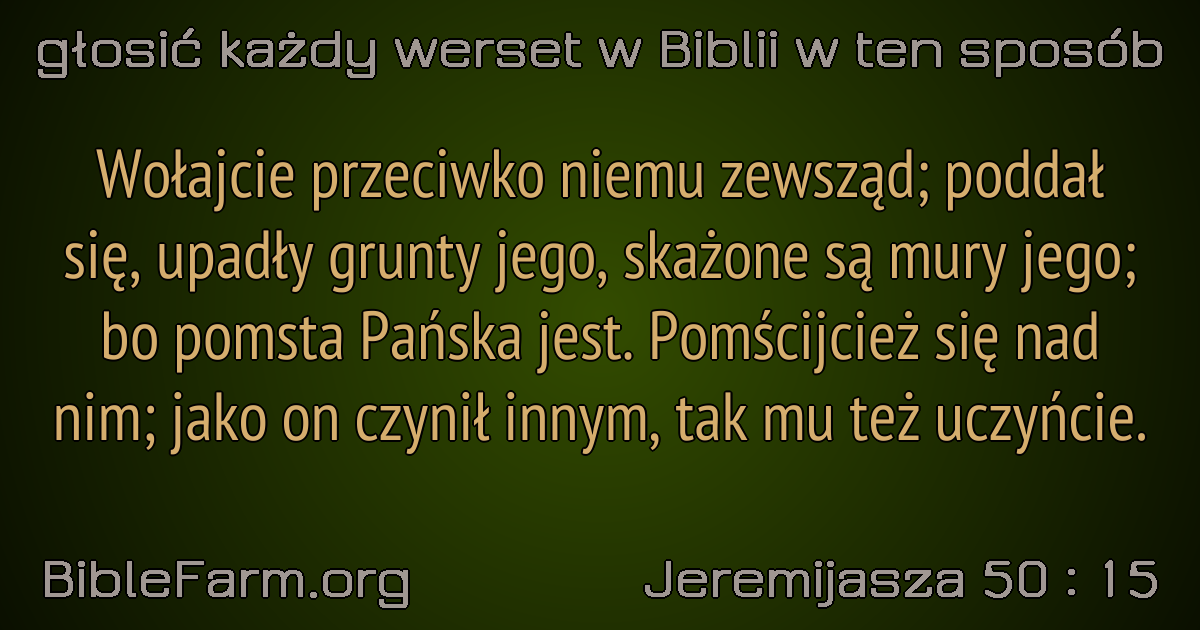 głosić każdy werset w Biblii w ten sposób
Wołajcie przeciwko niemu zewsząd; poddał
się, upadły grunty jego, skażone są mury jego;
bo pomsta Pańska jest. Pomścijcież się nad
nim; jako on czynił innym, tak mu też uczyńcie.
BibleFarm.org
Jeremijasza 50 : 15